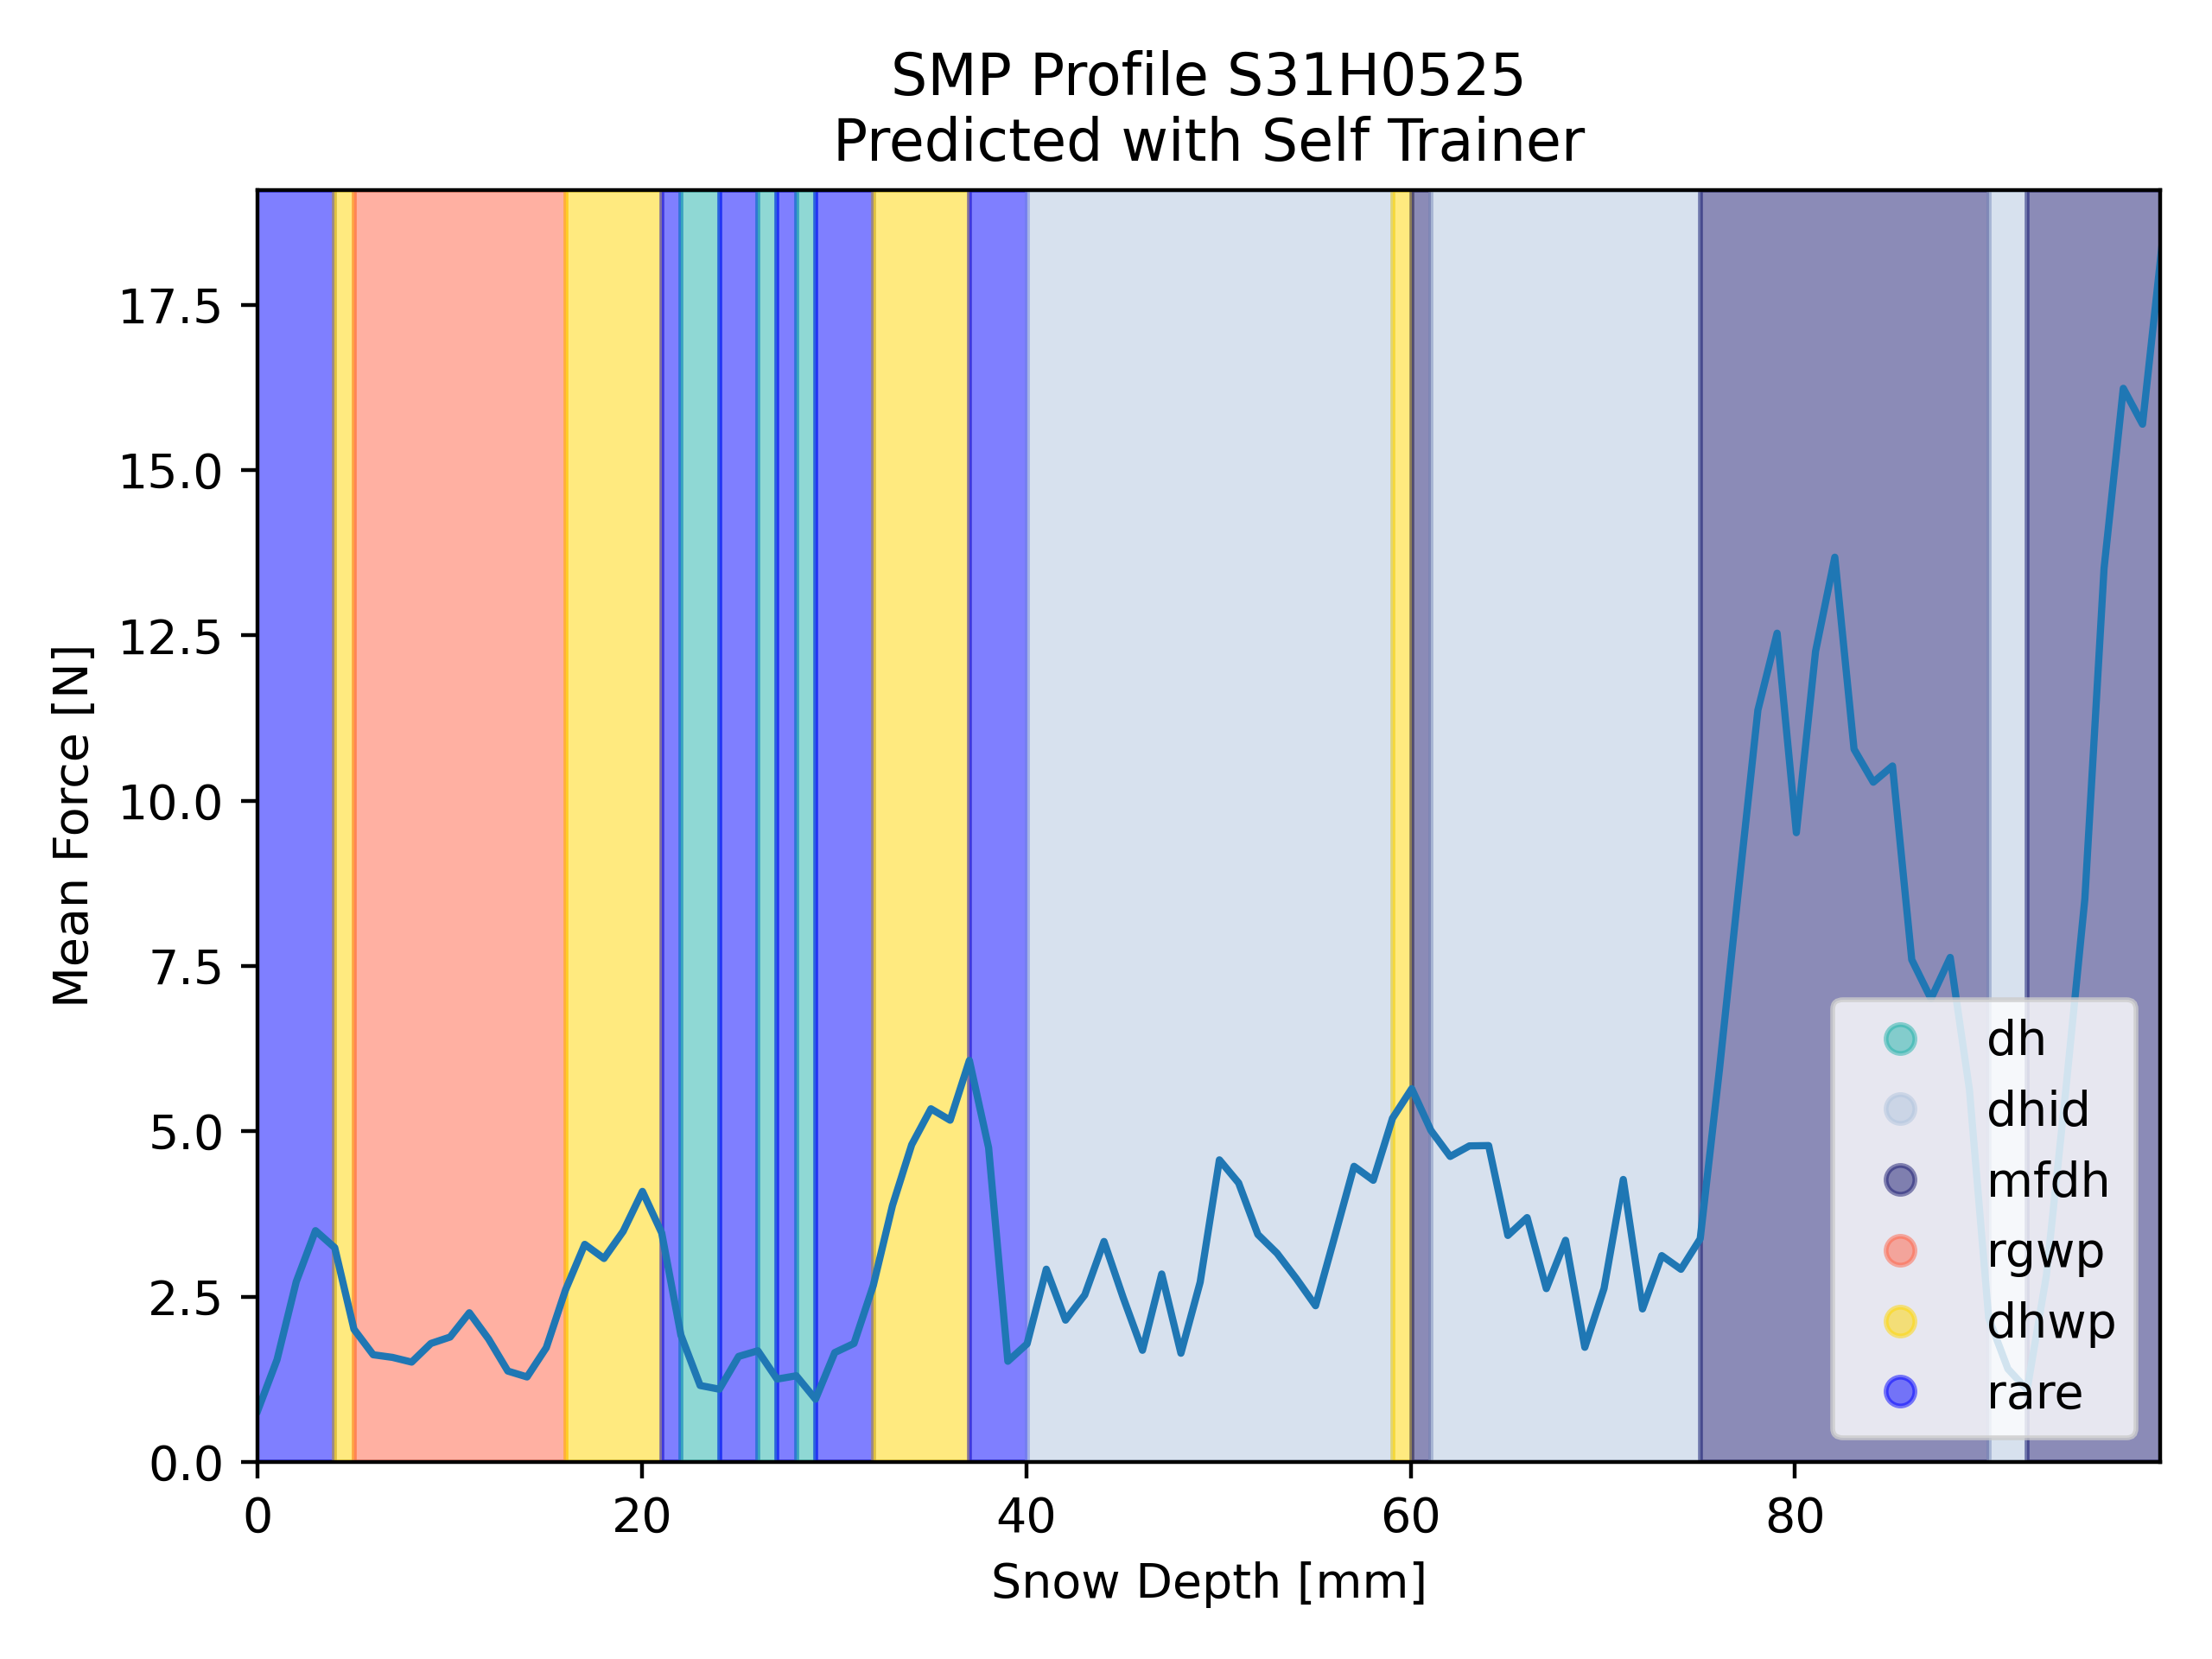 SMP Profile S31H0525
Predicted with Self Trainer
Mean Force [N]
17.5
15.0
12.5
10.0
7.5
5.0
2.5
0.0
0 20 40 60 80
Snow Depth [mm]
dh
dhid
mfdh
rgwp
dhwp
rare